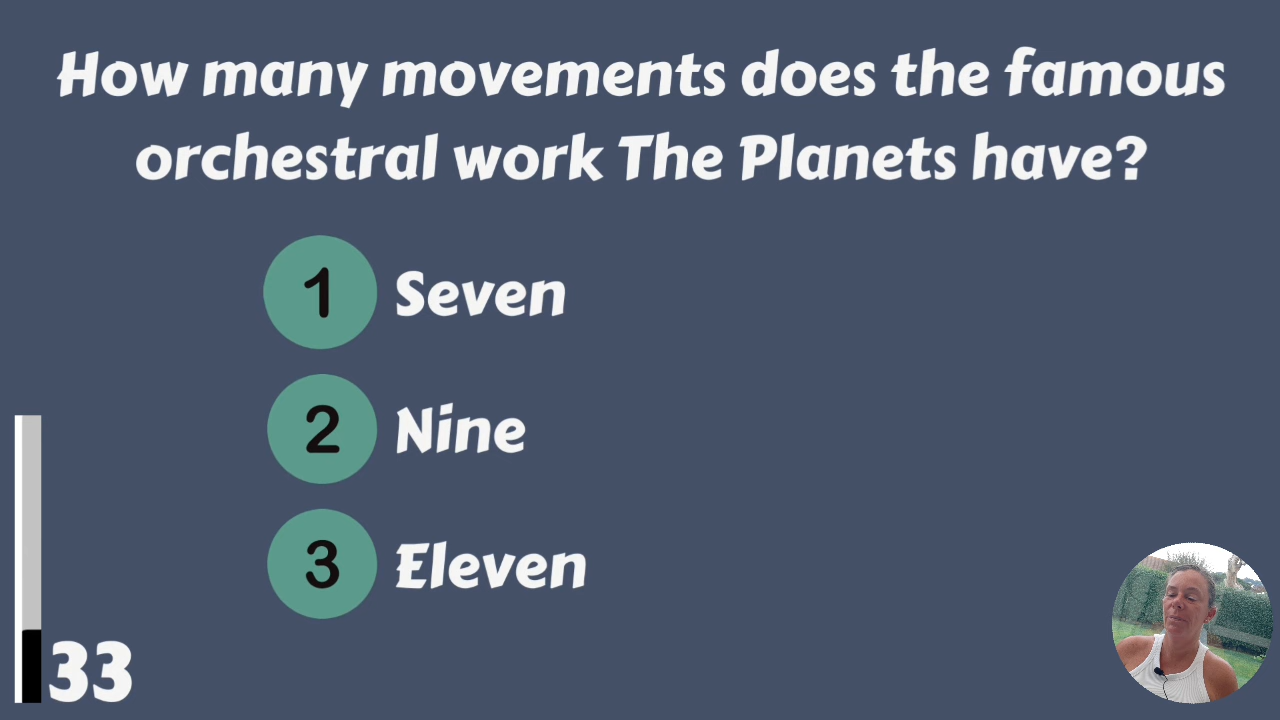 How many movements does the famous
orchestral work The Planets have?
1 Seven
2 Nine
3 Eleven
33